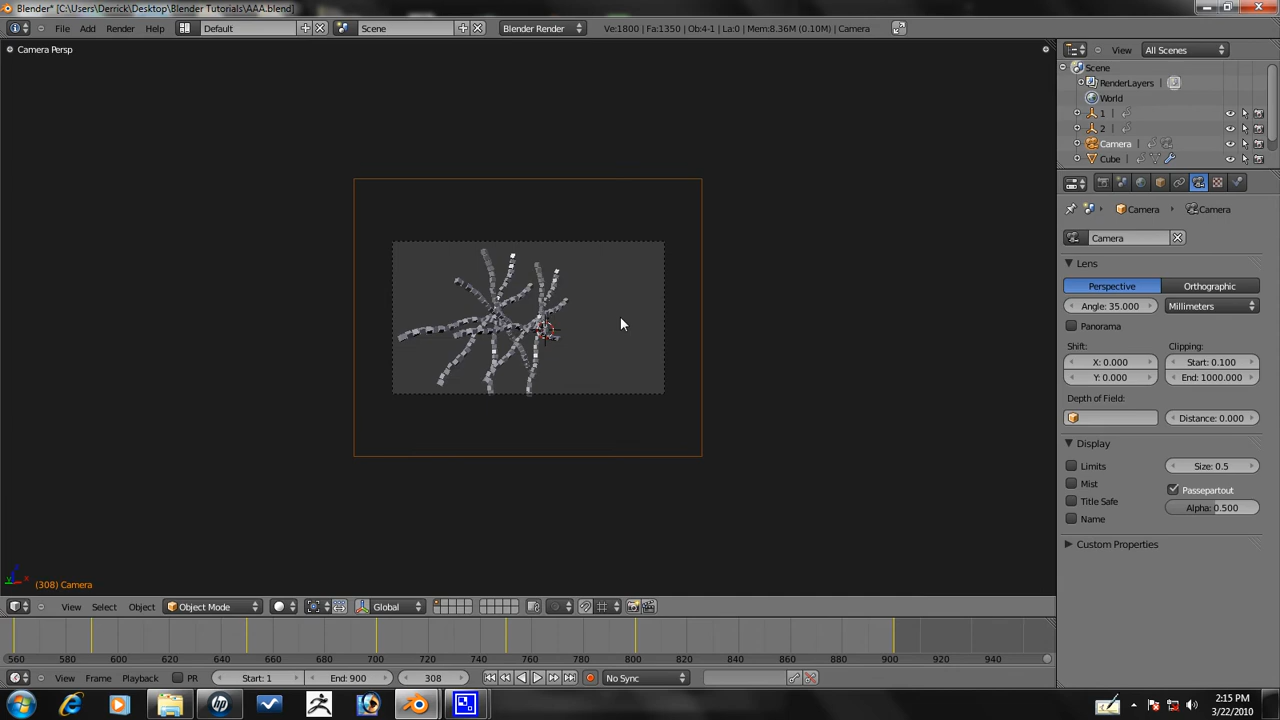 Blender* [C:\Users\Derrick\Desktop\Blender Tutorials\AAA.blend]
File Add Render Help Default Scene Blender Render Ve:1800 | Fa:1350 | Ob:4-1 | La:0 | Mem:8.36M (0.10M) | Camera
Camera Persp
View All Scenes
Scene
RenderLayers |
World
1 |
2 |
Camera |
Cube |
Camera Camera
Camera
Lens
Perspective Orthographic
Angle: 35.000 Millimeters
Panorama
Shift: Clipping:
X: 0.000 Start: 0.100
Y: 0.000 End: 1000.000
Depth of Field:
Distance: 0.000
Display
Limits Size: 0.5
Mist Passepartout
Title Safe Alpha: 0.500
Name
Custom Properties
(308) Camera
View Select Object Object Mode Global
560 580 600 620 640 660 680 700 720 740 760 780 800 820 840 860 880 900 920 940
View Frame Playback PR Start: 1 End: 900 308 No Sync
2:15 PM
3/22/2010